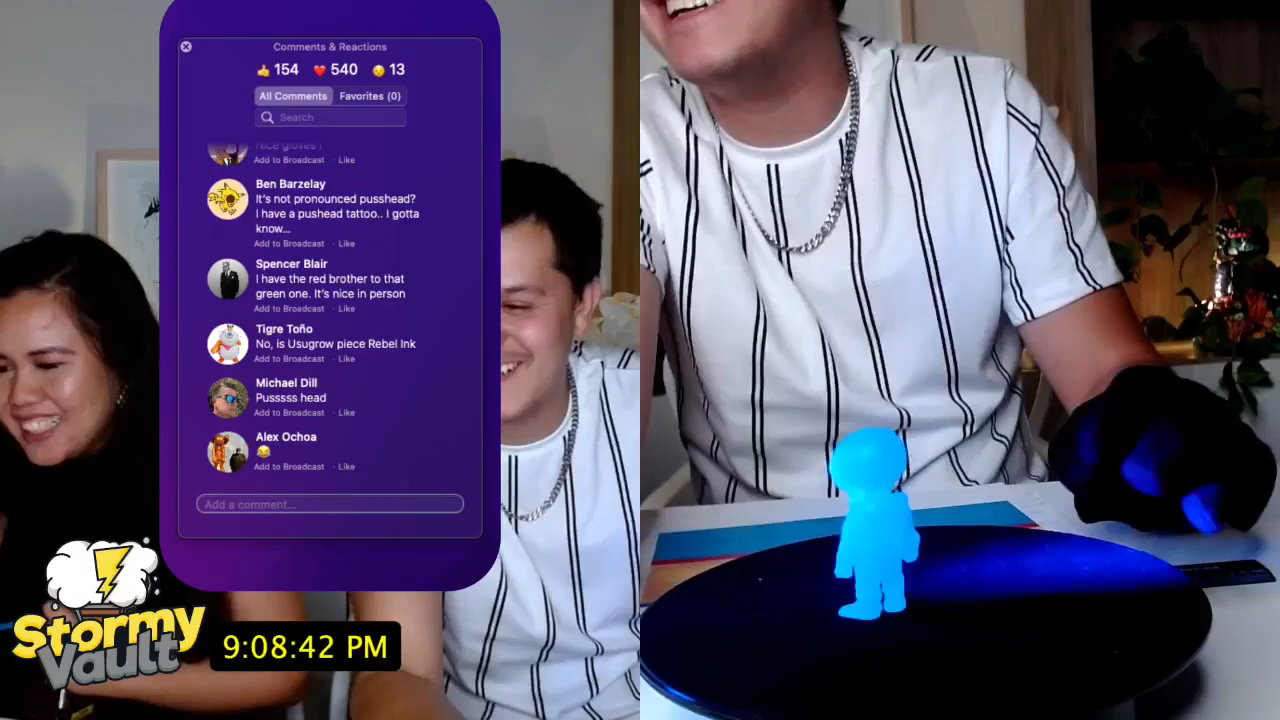 Comments & Reactions
👍 154 ❤️ 540 😔 13
All Comments Favorites (0)
Search
Nice gloves !
Add to Broadcast · Like
Ben Barzelay
It's not pronounced pusshead?
I have a pushead tattoo.. I gotta
know...
Add to Broadcast · Like
Spencer Blair
I have the red brother to that
green one. It's nice in person
Add to Broadcast · Like
Tigre Toño
No, is Usugrow piece Rebel Ink
Add to Broadcast · Like
Michael Dill
Pusssss head
Add to Broadcast · Like
Alex Ochoa
😂
Add to Broadcast · Like
Add a comment...
Stormy
Vault
9:08:42 PM